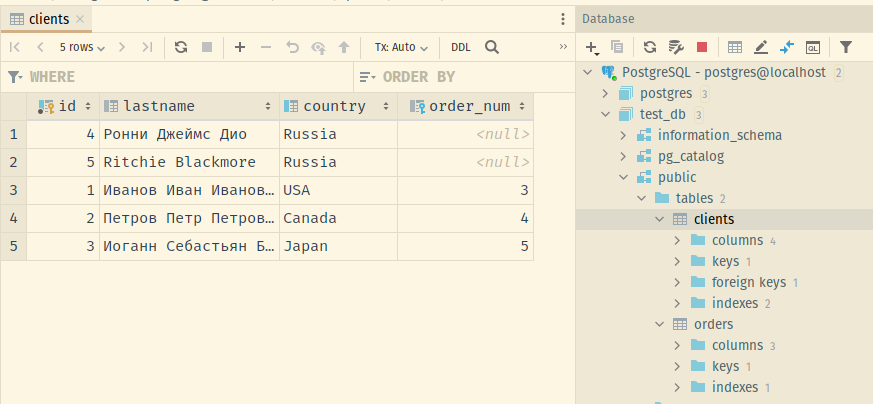 clients
Database
5 rows
Tx: Auto
DDL
WHERE
ORDER BY
id lastname country order_num
1 4 Ронни Джеймс Дио Russia <null>
2 5 Ritchie Blackmore Russia <null>
3 1 Иванов Иван Иванов… USA 3
4 2 Петров Петр Петров… Canada 4
5 3 Иоганн Себастьян Б… Japan 5
PostgreSQL - postgres@localhost 2
postgres 3
test_db 3
information_schema
pg_catalog
public
tables 2
clients
columns 4
keys 1
foreign keys 1
indexes 2
orders
columns 3
keys 1
indexes 1